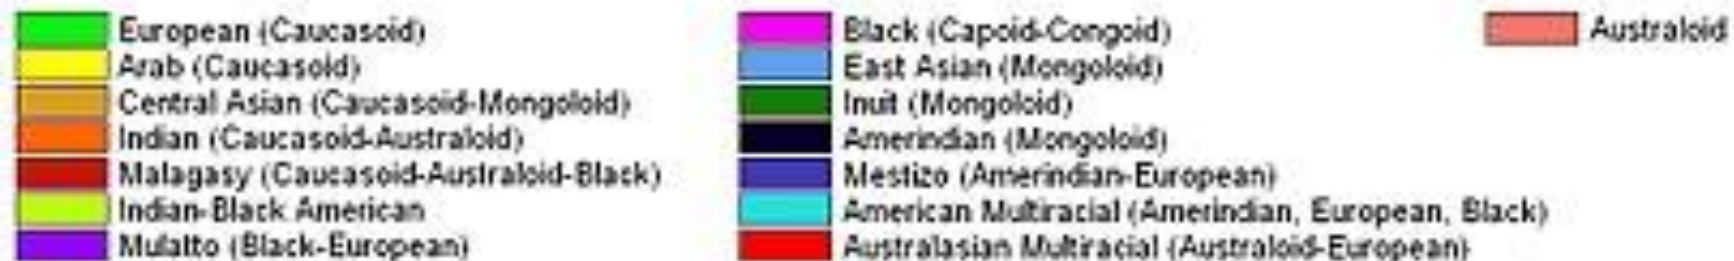 European (Caucasoid)
Arab (Caucasoid)
Central Asian (Caucasoid-Mongoloid)
Indian (Caucasoid-Australoid)
Malagasy (Caucasoid-Australoid-Black)
Indian-Black American
Mulatto (Black-European)
Black (Capoid-Congoid)
East Asian (Mongoloid)
Inuit (Mongoloid)
Amerindian (Mongoloid)
Mestizo (Amerindian-European)
American Multiracial (Amerindian, European, Black)
Australasian Multiracial (Australoid-European)
Australoid